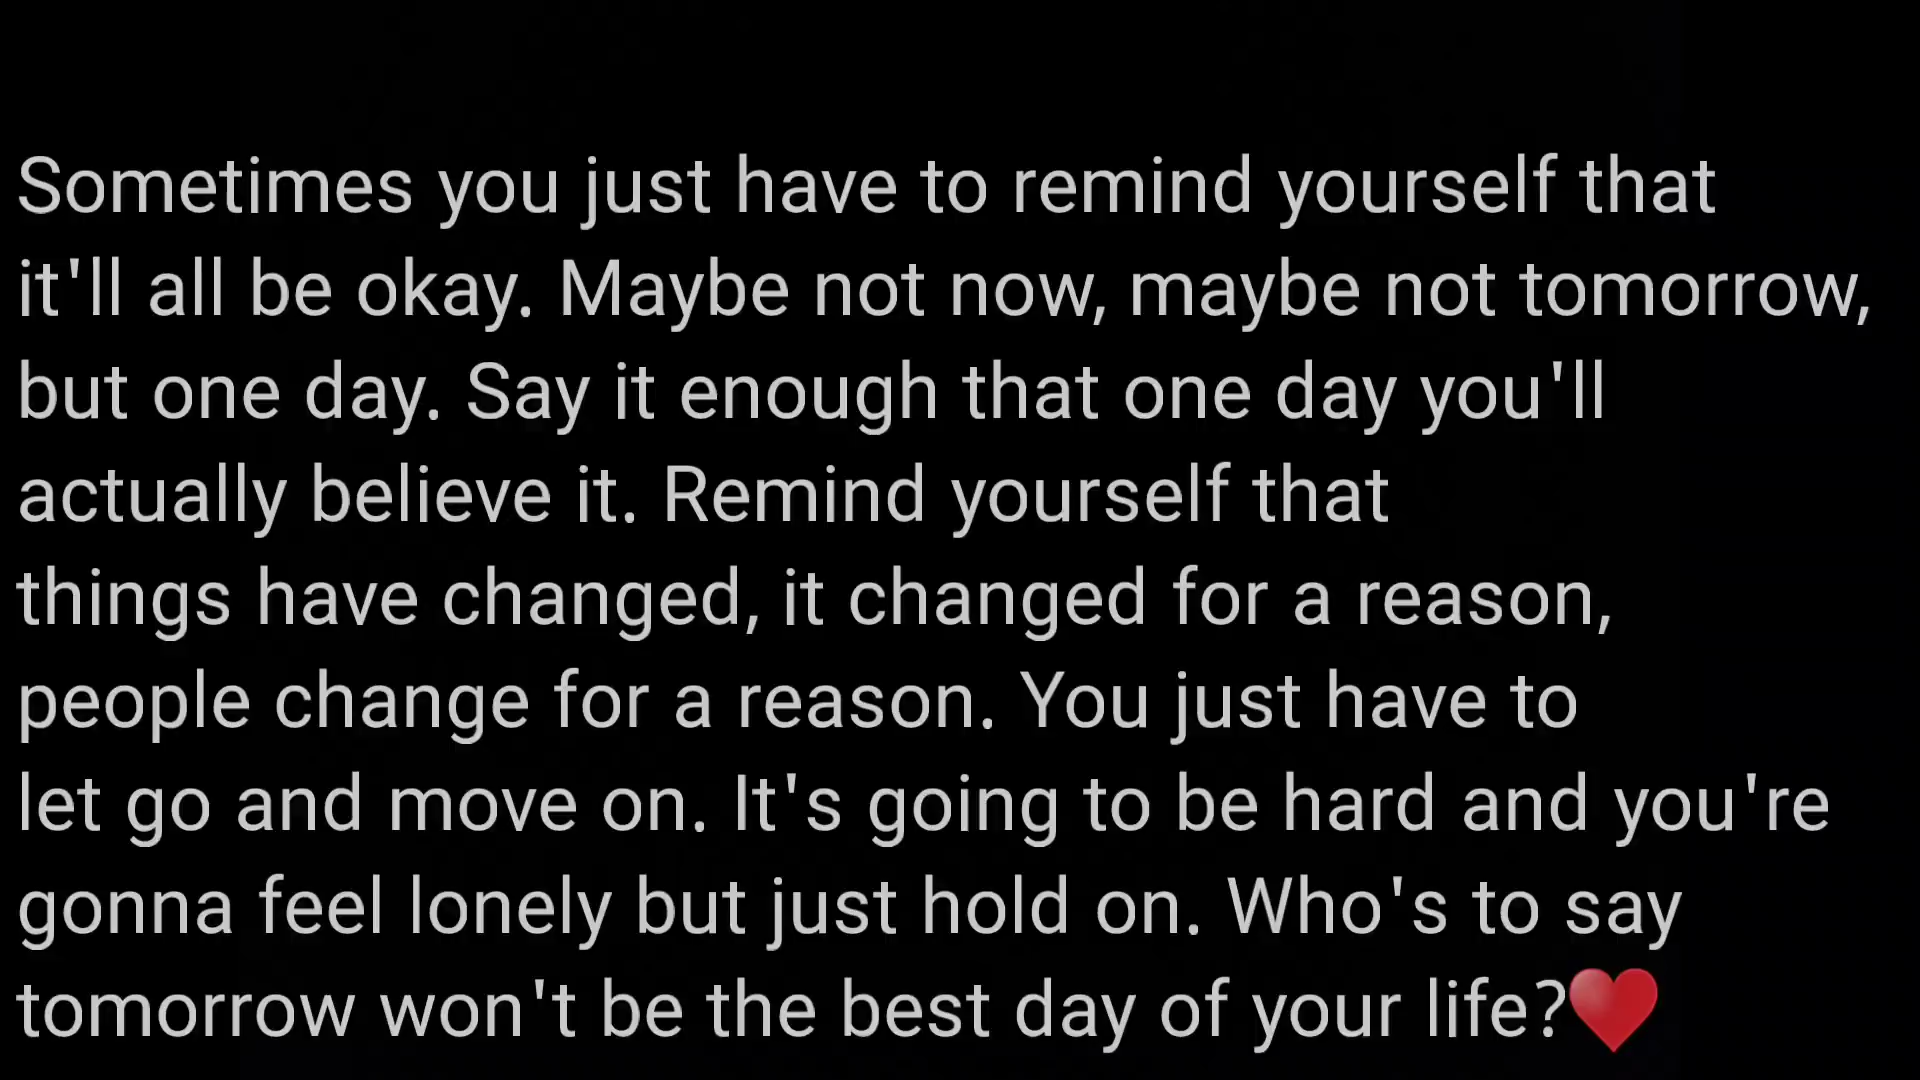 Sometimes you just have to remind yourself that
it'll all be okay. Maybe not now, maybe not tomorrow,
but one day. Say it enough that one day you'll
actually believe it. Remind yourself that
things have changed, it changed for a reason,
people change for a reason. You just have to
let go and move on. It's going to be hard and you're
gonna feel lonely but just hold on. Who's to say
tomorrow won't be the best day of your life?❤️